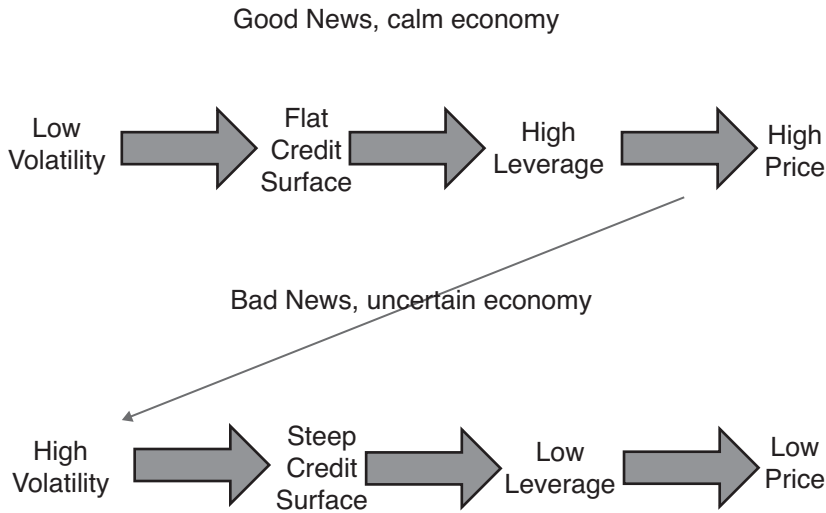 Good News, calm economy
Low
Volatility
Flat
Credit
Surface
High
Leverage
High
Price
Bad News, uncertain economy
High
Volatility
Steep
Credit
Surface
Low
Leverage
Low
Price